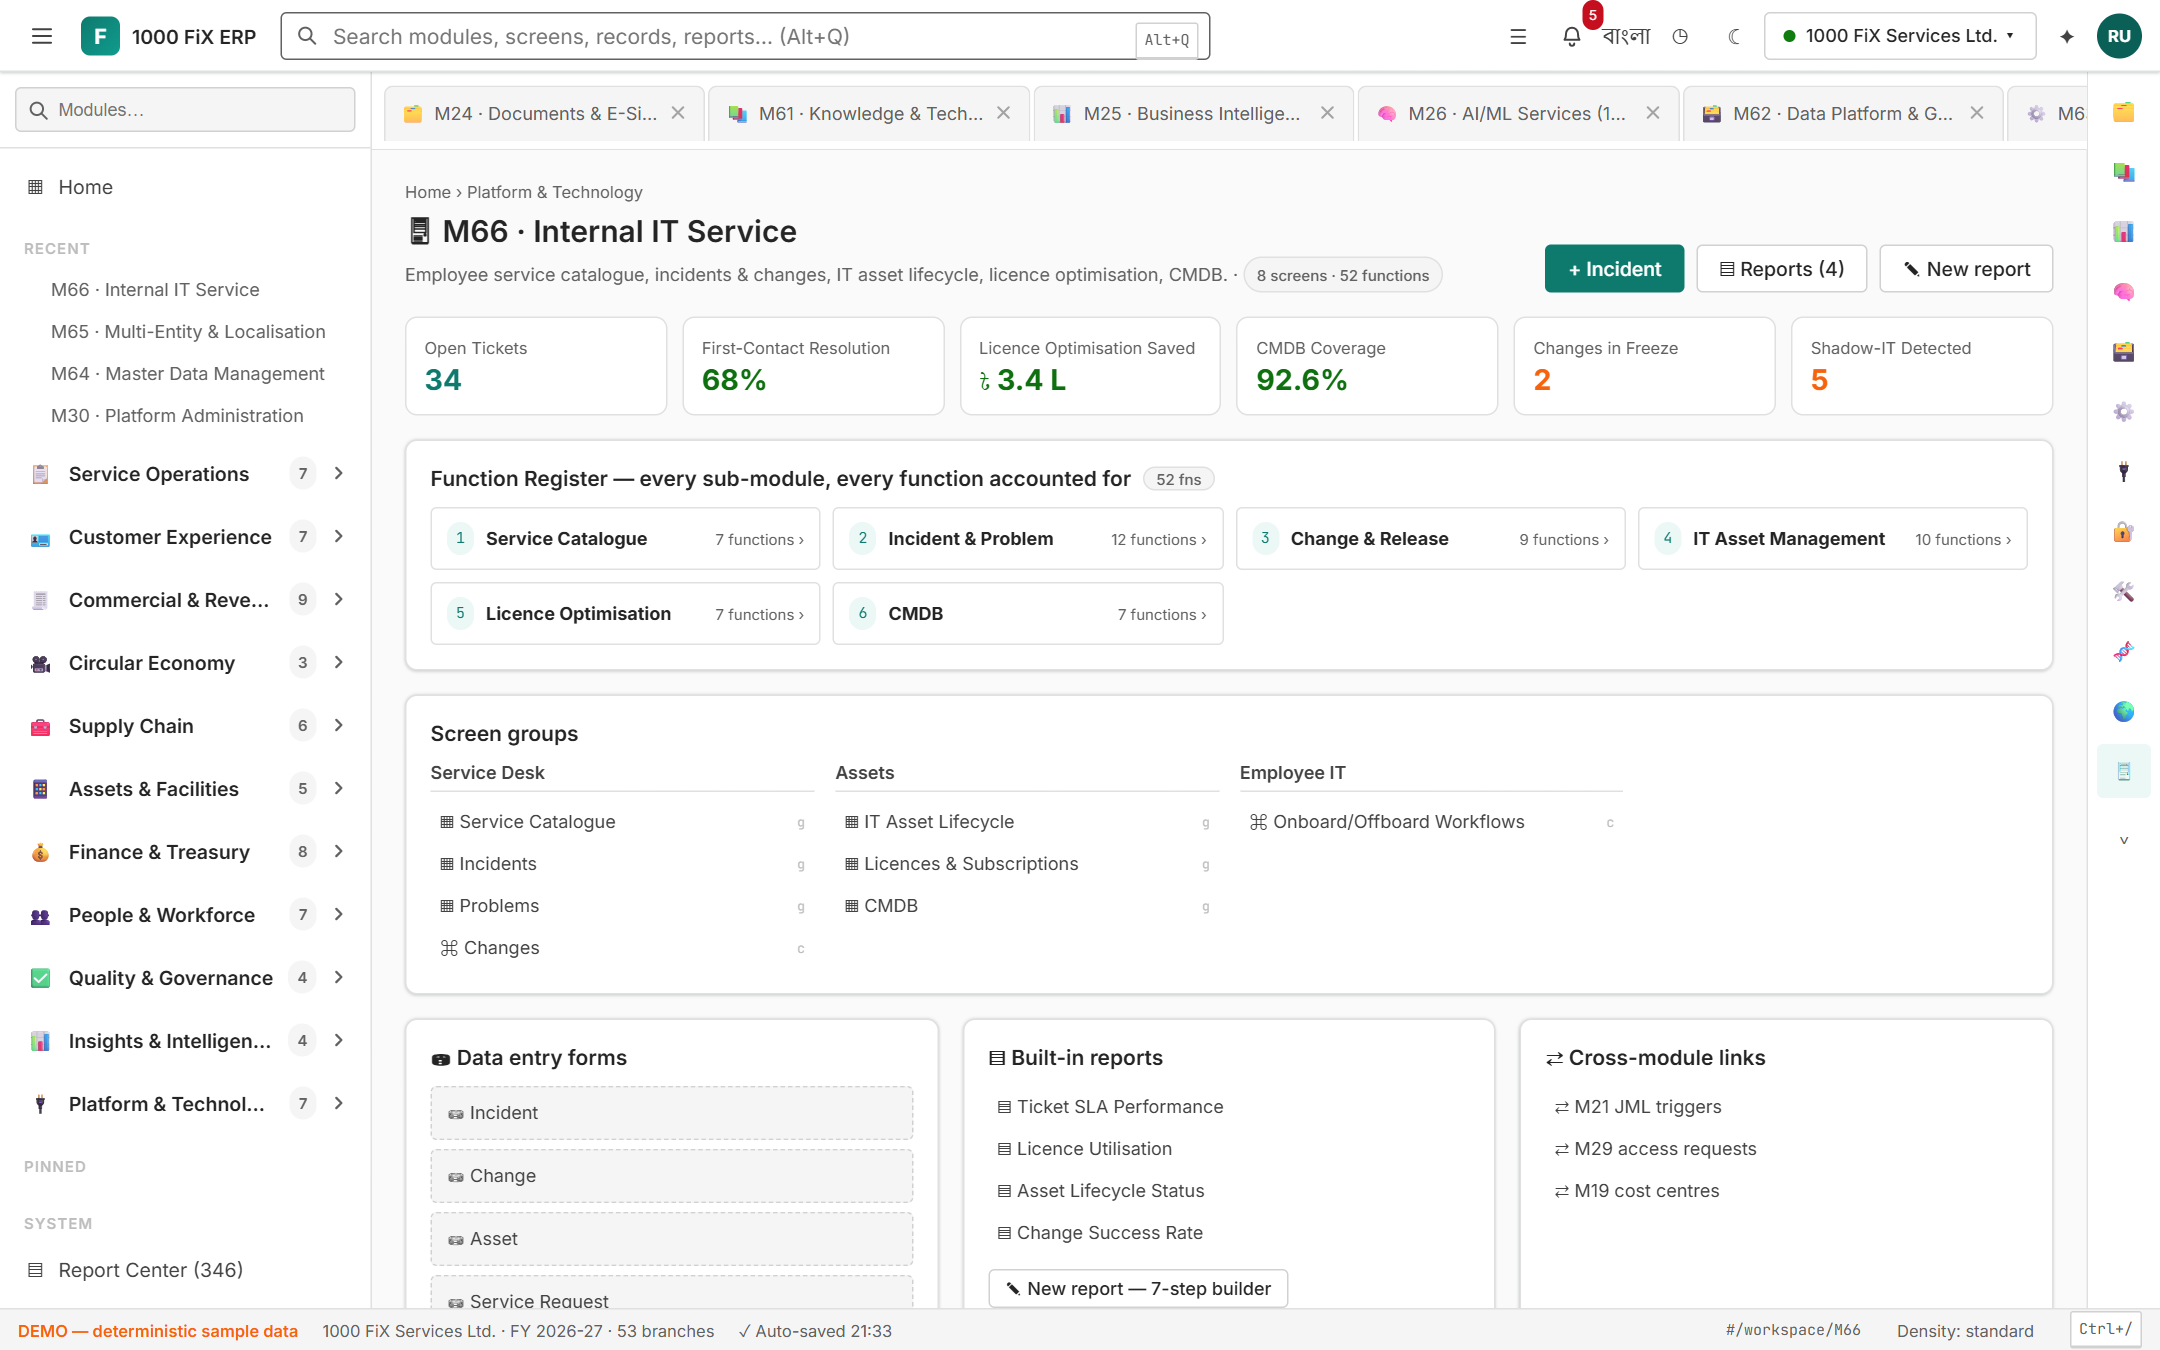 F 1000 FiX ERP
Search modules, screens, records, reports... (Alt+Q)
Alt+Q
5
বাংলা
1000 FiX Services Ltd.
RU
Modules...
Home
RECENT
M66 · Internal IT Service
M65 · Multi-Entity & Localisation
M64 · Master Data Management
M30 · Platform Administration
Service Operations 7
Customer Experience 7
Commercial & Reve... 9
Circular Economy 3
Supply Chain 6
Assets & Facilities 5
Finance & Treasury 8
People & Workforce 7
Quality & Governance 4
Insights & Intelligen... 4
Platform & Technol... 7
PINNED
SYSTEM
Report Center (346)
M24 · Documents & E-Si...
M61 · Knowledge & Tech...
M25 · Business Intellige...
M26 · AI/ML Services (1...
M62 · Data Platform & G...
M6
Home › Platform & Technology
M66 · Internal IT Service
Employee service catalogue, incidents & changes, IT asset lifecycle, licence optimisation, CMDB. · 8 screens · 52 functions
+ Incident
Reports (4)
New report
Open Tickets
34
First-Contact Resolution
68%
Licence Optimisation Saved
৳ 3.4 L
CMDB Coverage
92.6%
Changes in Freeze
2
Shadow-IT Detected
5
Function Register — every sub-module, every function accounted for 52 fns
1 Service Catalogue 7 functions ›
2 Incident & Problem 12 functions ›
3 Change & Release 9 functions ›
4 IT Asset Management 10 functions ›
5 Licence Optimisation 7 functions ›
6 CMDB 7 functions ›
Screen groups
Service Desk
Service Catalogue g
Incidents g
Problems g
Changes c
Assets
IT Asset Lifecycle g
Licences & Subscriptions g
CMDB g
Employee IT
Onboard/Offboard Workflows c
Data entry forms
Incident
Change
Asset
Service Request
Built-in reports
Ticket SLA Performance
Licence Utilisation
Asset Lifecycle Status
Change Success Rate
New report — 7-step builder
Cross-module links
M21 JML triggers
M29 access requests
M19 cost centres
DEMO — deterministic sample data
1000 FiX Services Ltd. · FY 2026-27 · 53 branches
✓ Auto-saved 21:33
#/workspace/M66
Density: standard
Ctrl+/